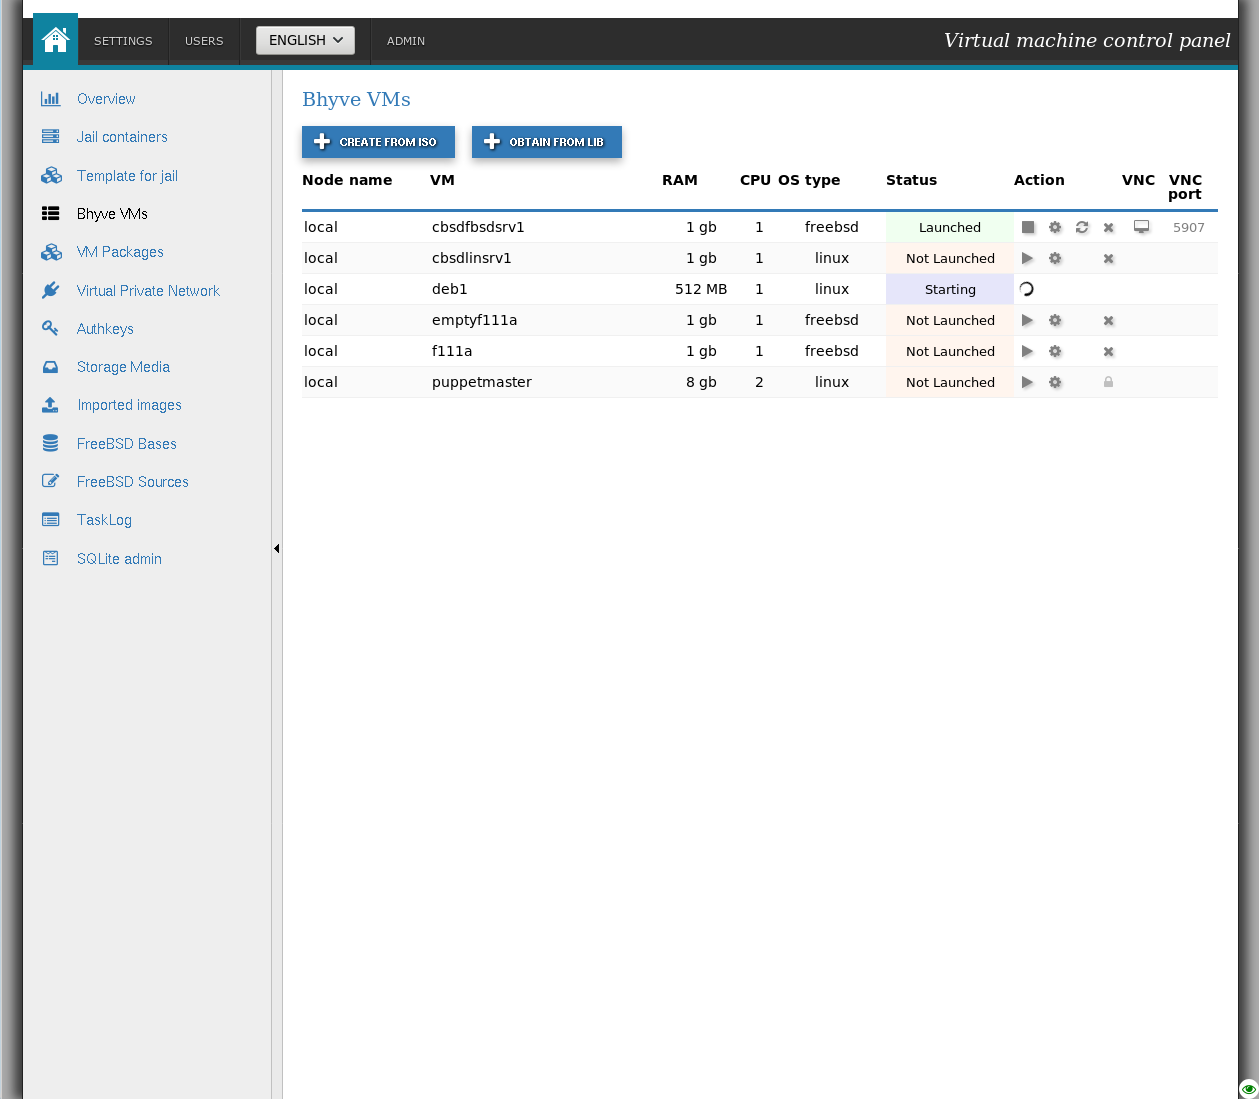 SETTINGS USERS ENGLISH ADMIN Virtual machine control panel
Overview
Jail containers
Template for jail
Bhyve VMs
VM Packages
Virtual Private Network
Authkeys
Storage Media
Imported images
FreeBSD Bases
FreeBSD Sources
TaskLog
SQLite admin
Bhyve VMs
CREATE FROM ISO OBTAIN FROM LIB
Node name VM RAM CPU OS type Status Action VNC VNC port
local cbsdfbsdsrv1 1 gb 1 freebsd Launched 5907
local cbsdlinsrv1 1 gb 1 linux Not Launched
local deb1 512 MB 1 linux Starting
local emptyf111a 1 gb 1 freebsd Not Launched
local f111a 1 gb 1 freebsd Not Launched
local puppetmaster 8 gb 2 linux Not Launched